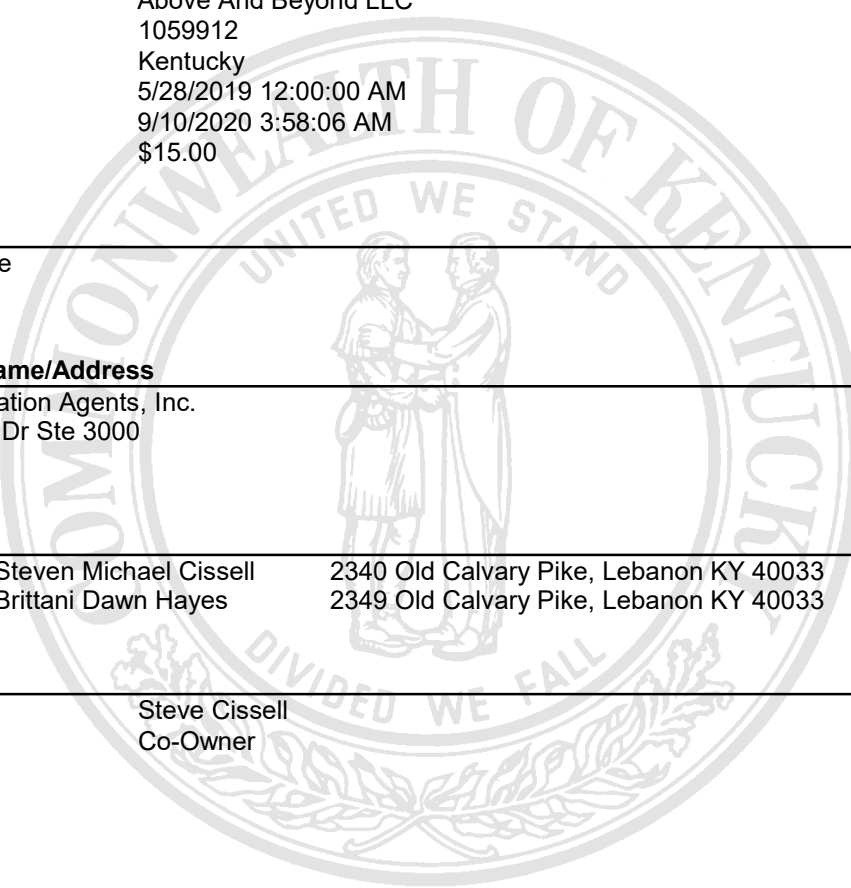 Above And Beyond LLC
1059912
Kentucky
5/28/2019 12:00:00 AM
9/10/2020 3:58:06 AM
$15.00
COMMONWEALTH OF KENTUCKY
UNITED WE STAND
e
ame/Address
ation Agents, Inc.
Dr Ste 3000
Steven Michael Cissell 2340 Old Calvary Pike, Lebanon KY 40033
Brittani Dawn Hayes 2349 Old Calvary Pike, Lebanon KY 40033
DIVIDED WE FALL
Steve Cissell
Co-Owner